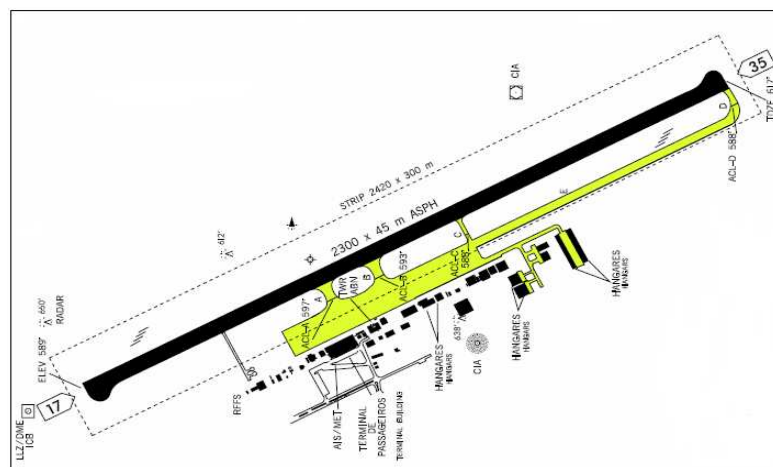 35
CIA
TDZE 617'
D
ACL-D 588'
STRIP 2420 x 300 m
E
2300 x 45 m ASPH
612'
C
ACL-C
588'
HANGARES
HANGARS
TWR
ABN
B
ACL-B 593'
A
ACL-A 597'
660'
RADAR
HANGARES
HANGARS
638'
CIA
HANGARES
HANGARS
ELEV 589'
RFFS
AIS/MET
TERMINAL
DE
PASSAGEIROS
TERMINAL BUILDING
17
LLZ/DME
ICB